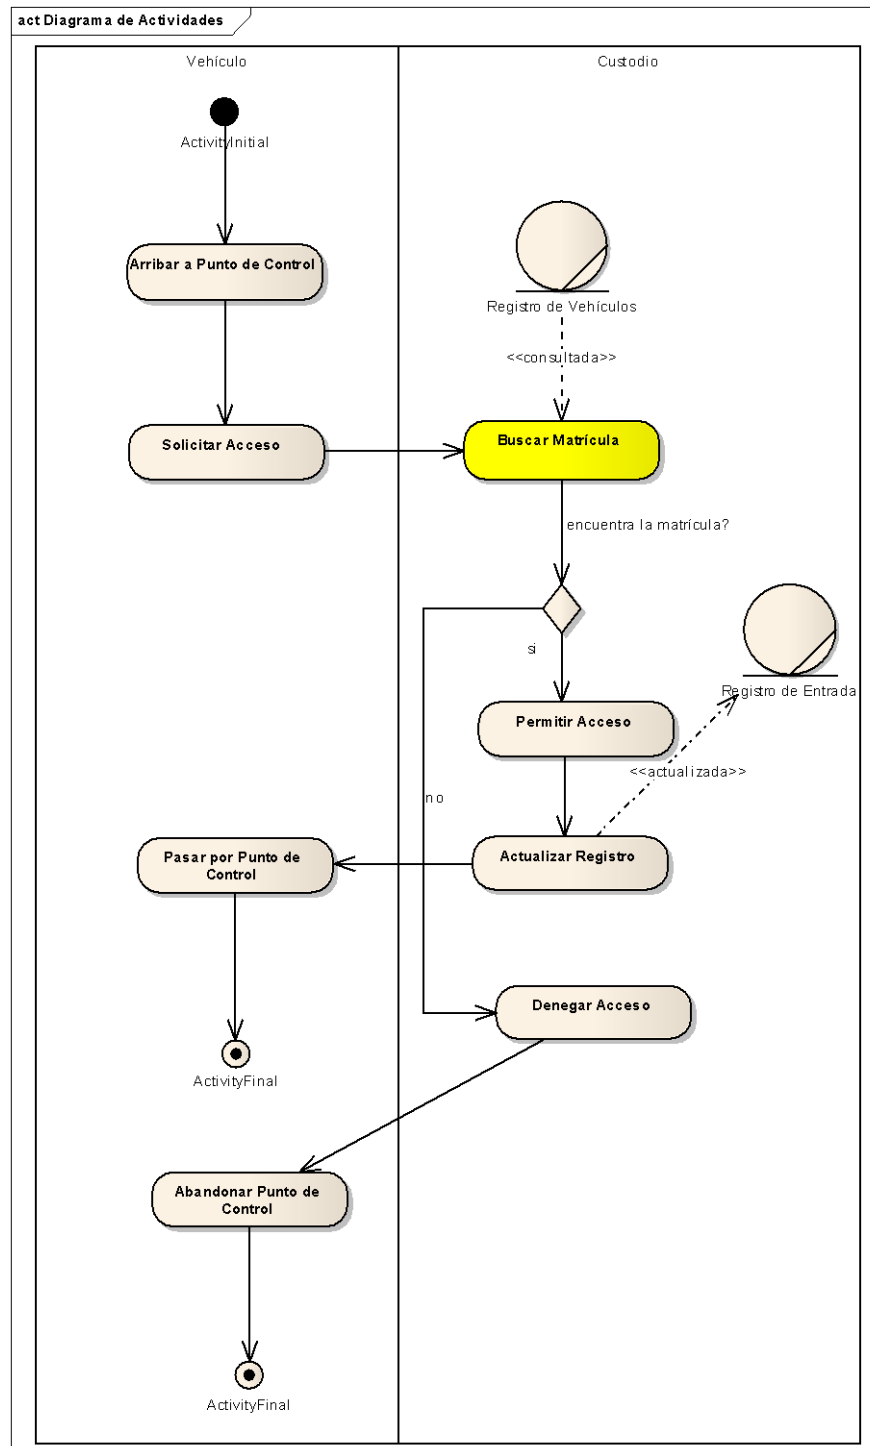 act Diagrama de Actividades
Vehículo
Custodio
ActivityInitial
Arribar a Punto de Control
Registro de Vehículos
<<consultada>>
Solicitar Acceso
Buscar Matrícula
encuentra la matrícula?
si
Registro de Entrada
Permitir Acceso
<<actualizada>>
no
Pasar por Punto de
Control
Actualizar Registro
Denegar Acceso
ActivityFinal
Abandonar Punto de
Control
ActivityFinal